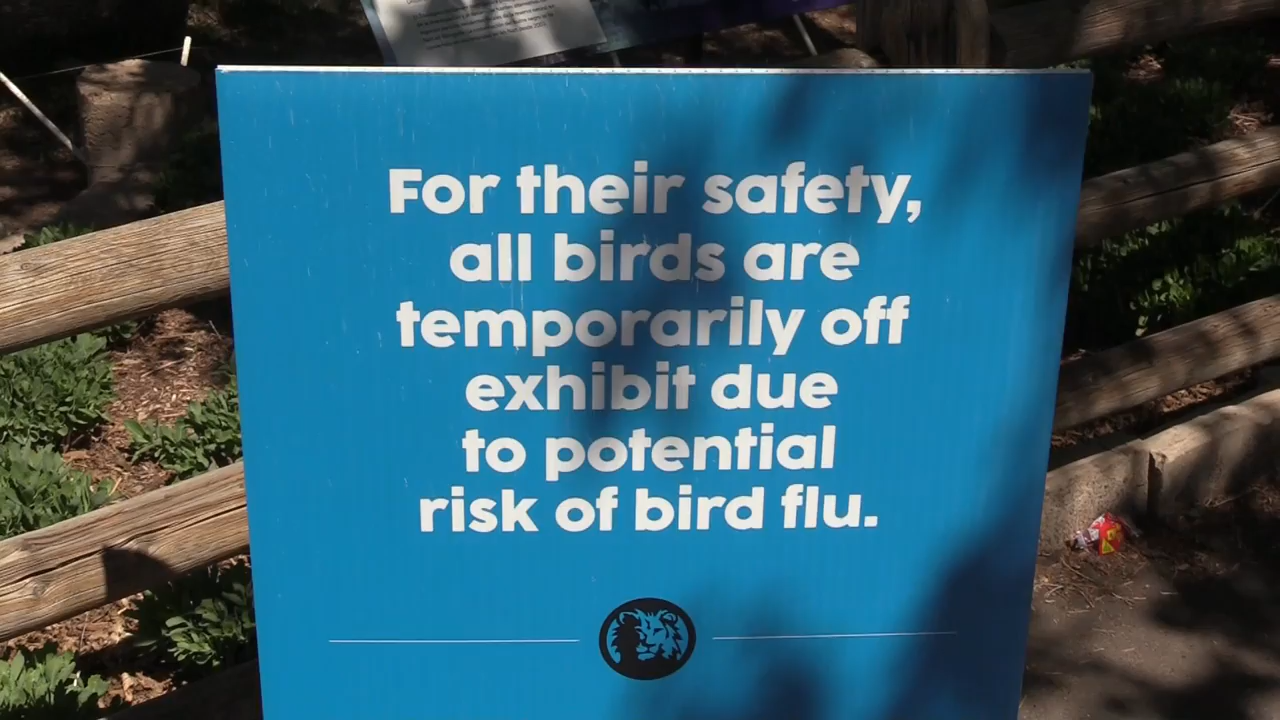 For their safety,
all birds are
temporarily off
exhibit due
to potential
risk of bird flu.